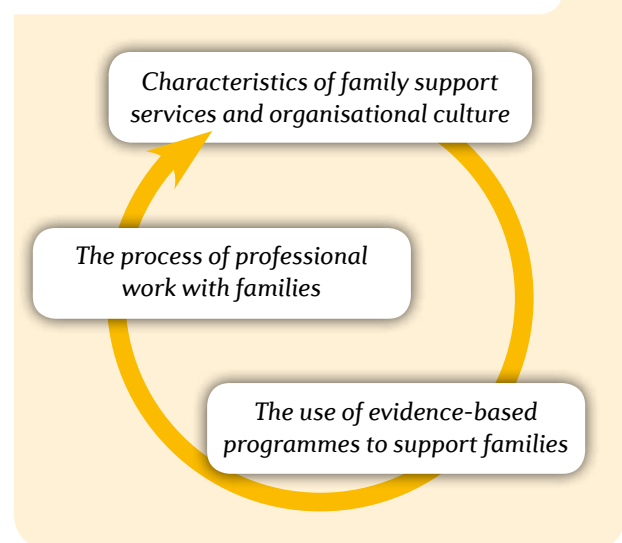 Characteristics of family support
services and organisational culture
The process of professional
work with families
The use of evidence-based
programmes to support families